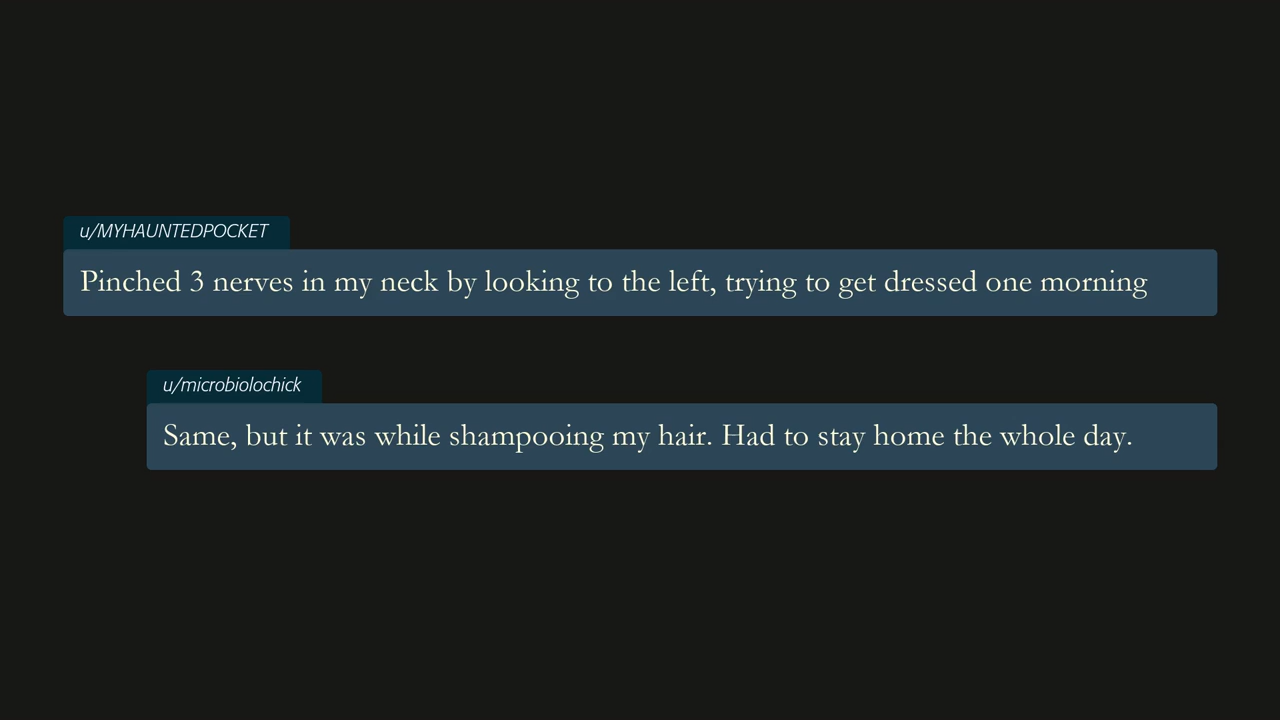 u/MYHAUNTEDPOCKET
Pinched 3 nerves in my neck by looking to the left, trying to get dressed one morning
u/microbiolochick
Same, but it was while shampooing my hair. Had to stay home the whole day.